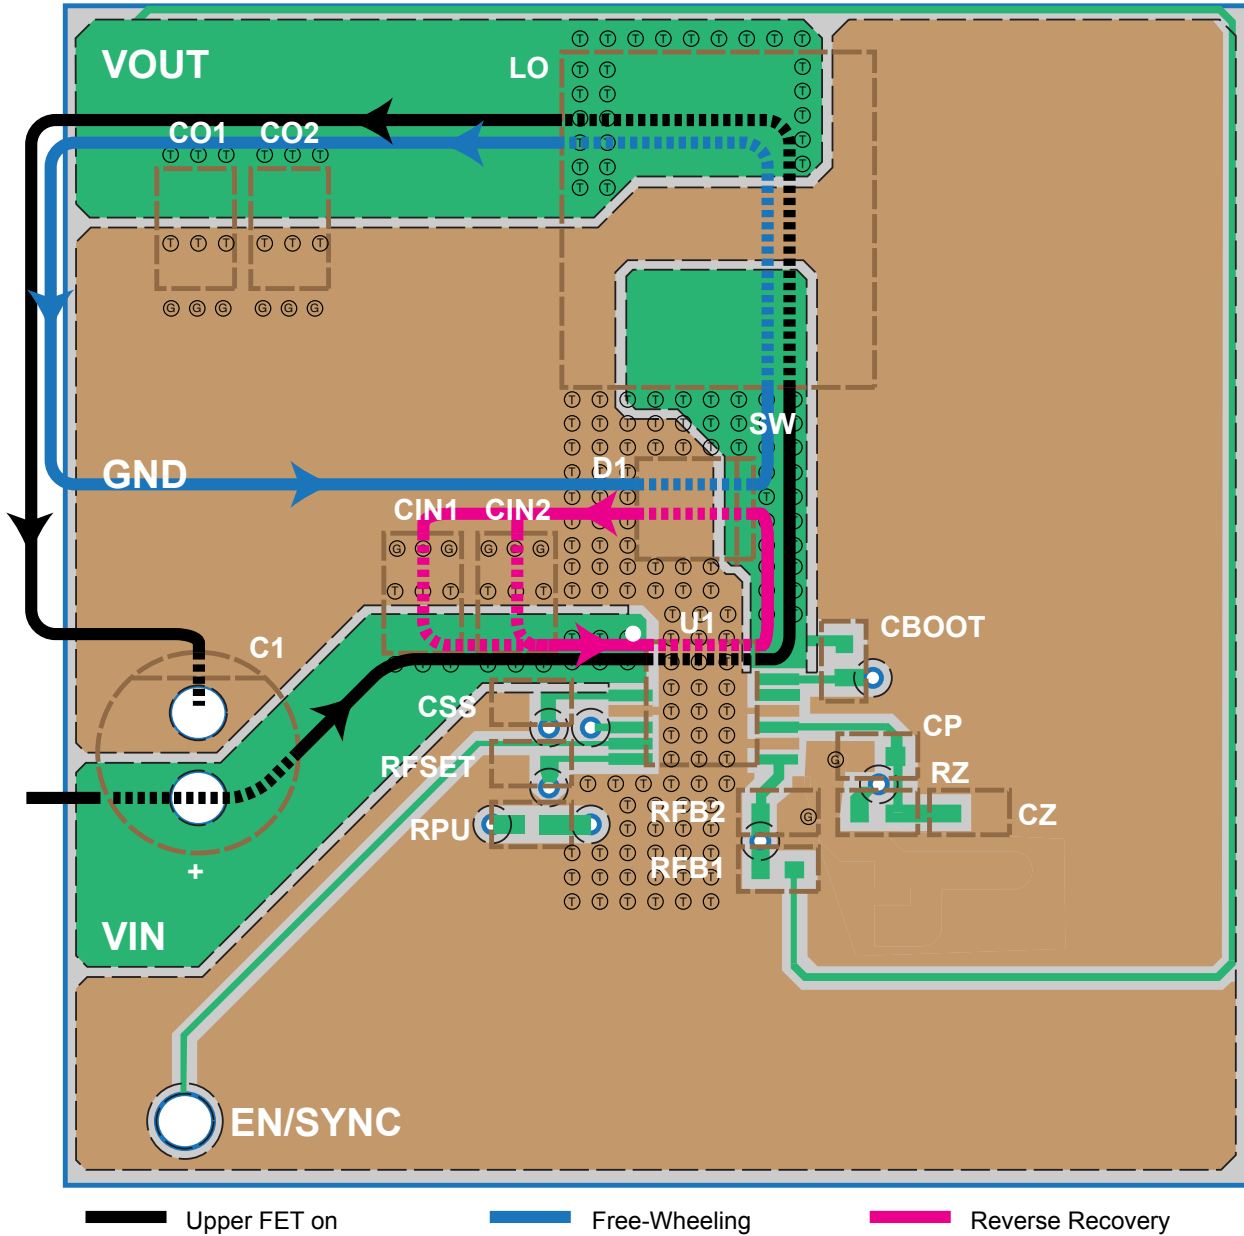 VOUT
LO
CO1 CO2
SW
GND
D1
CIN1 CIN2
U1
CBOOT
C1
CSS
CP
RFSET
RZ
RFB2
CZ
RPU
RFB1
+
VIN
EN/SYNC
Upper FET on
Free-Wheeling
Reverse Recovery